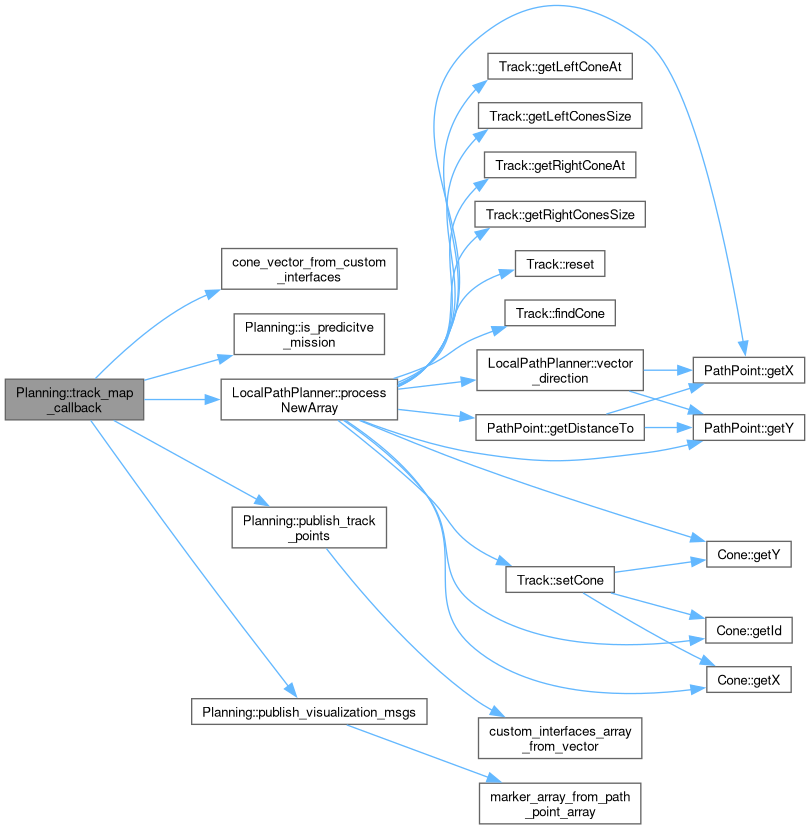 Planning::track_map
_callback
cone_vector_from_custom
_interfaces
Planning::is_predicitve
_mission
LocalPathPlanner::process
NewArray
Planning::publish_track
_points
Planning::publish_visualization_msgs
Track::getLeftConeAt
Track::getLeftConesSize
Track::getRightConeAt
Track::getRightConesSize
Track::reset
Track::findCone
LocalPathPlanner::vector
_direction
PathPoint::getDistanceTo
Track::setCone
custom_interfaces_array
_from_vector
marker_array_from_path
_point_array
PathPoint::getX
PathPoint::getY
Cone::getY
Cone::getId
Cone::getX